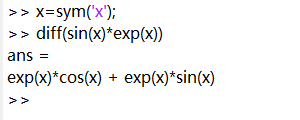 >> x=sym('x');
>> diff(sin(x)*exp(x))
ans =
exp(x)*cos(x) + exp(x)*sin(x)
>>